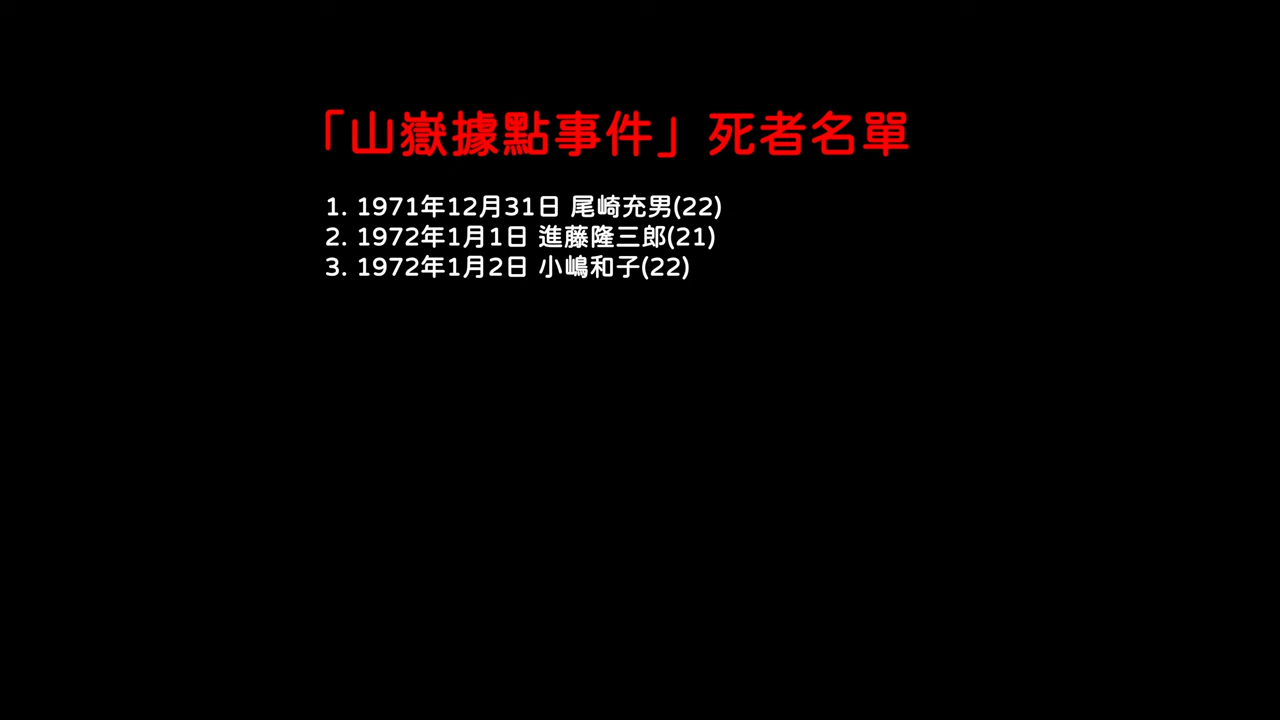 「山嶽據點事件」死者名單
1. 1971年12月31日 尾崎充男(22)
2. 1972年1月1日 進藤隆三郎(21)
3. 1972年1月2日 小嶋和子(22)